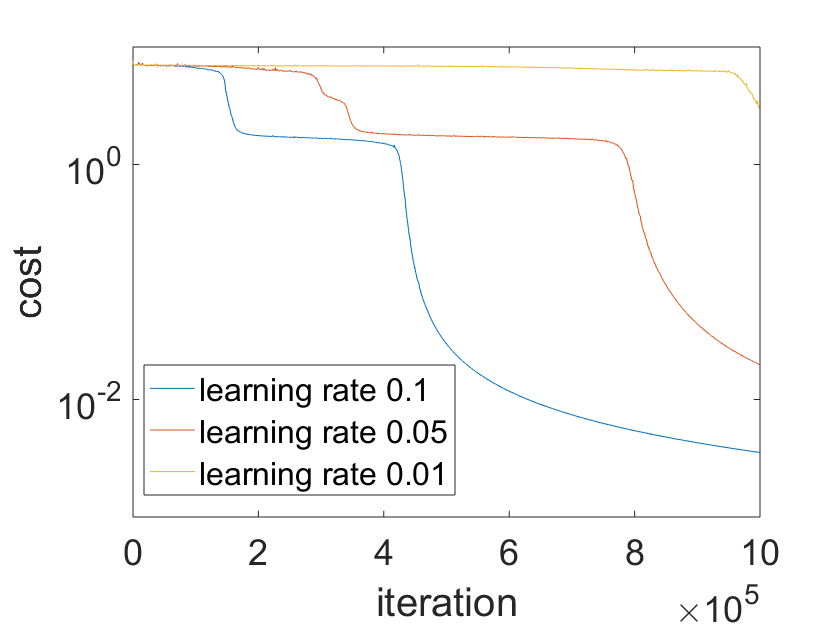 cost
10^0
10^-2
learning rate 0.1
learning rate 0.05
learning rate 0.01
0 2 4 6 8 10
iteration
×10^5